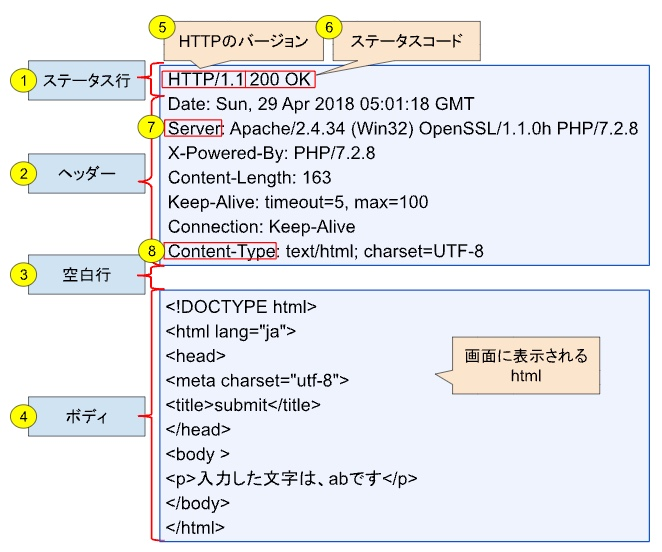 5
HTTPのバージョン
6
ステータスコード
1
ステータス行
HTTP/1.1 200 OK
Date: Sun, 29 Apr 2018 05:01:18 GMT
7
Server: Apache/2.4.34 (Win32) OpenSSL/1.1.0h PHP/7.2.8
X-Powered-By: PHP/7.2.8
2
ヘッダー
Content-Length: 163
Keep-Alive: timeout=5, max=100
Connection: Keep-Alive
8
Content-Type: text/html; charset=UTF-8
3
空白行
<!DOCTYPE html>
<html lang="ja">
<head>
<meta charset="utf-8">
<title>submit</title>
</head>
<body >
<p>入力した文字は、abです</p>
</body>
</html>
画面に表示される
html
4
ボディ